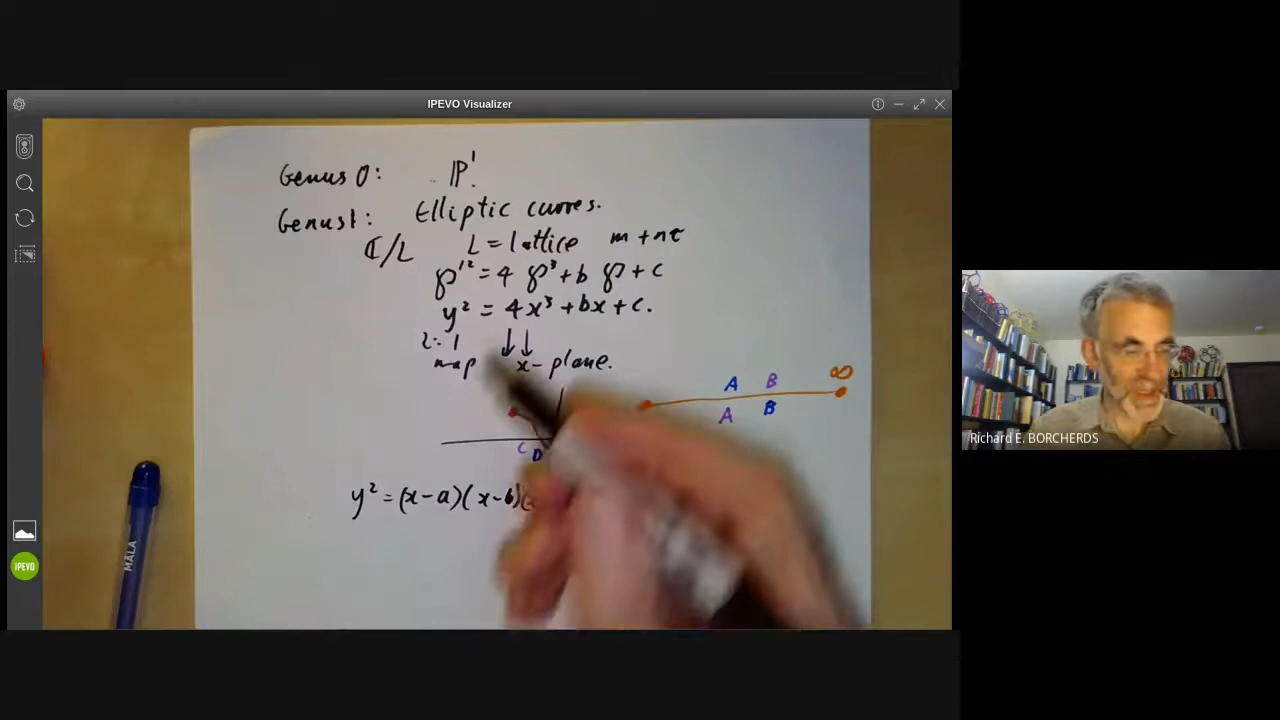 IPEVO Visualizer
Genus 0: ℙ¹.
Genus 1: Elliptic curves.
ℂ/L L = lattice m + nτ
℘'² = 4 ℘³ + b ℘ + c
y² = 4x³ + bx + c.
2:1 ↓ ↓
map x-plane.
A B ∞
A B
C D
y² = (x-a)(x-b)(
Richard E. BORCHERDS
MÅLA
IPEVO